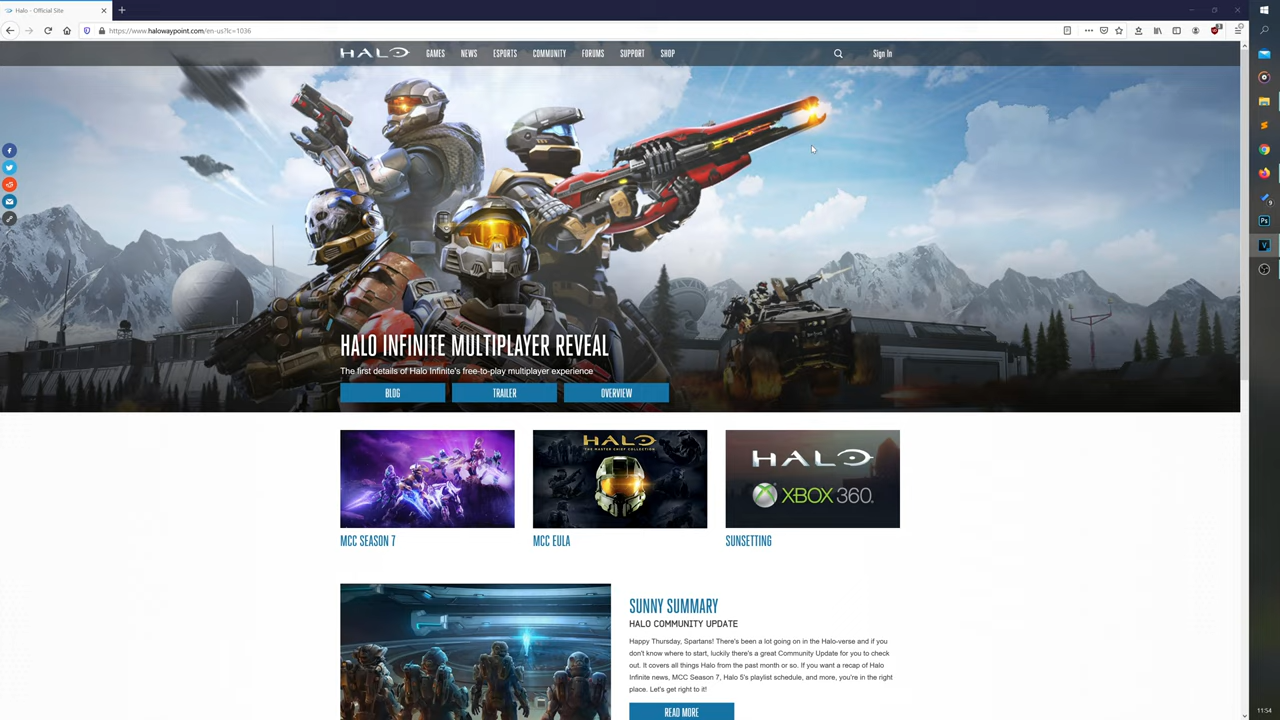 Halo - Official Site
https://www.halowaypoint.com/en-us?lc=1036
HALO
GAMES
NEWS
ESPORTS
COMMUNITY
FORUMS
SUPPORT
SHOP
Sign In
HALO INFINITE MULTIPLAYER REVEAL
The first details of Halo Infinite's free-to-play multiplayer experience
BLOG
TRAILER
OVERVIEW
HALO
THE MASTER CHIEF COLLECTION
HALO
XBOX 360.
MCC SEASON 7
MCC EULA
SUNSETTING
SUNNY SUMMARY
HALO COMMUNITY UPDATE
Happy Thursday, Spartans! There's been a lot going on in the Halo-verse and if you
don't know where to start, luckily there's a great Community Update for you to check
out. It covers all things Halo from the past month or so. If you want a recap of Halo
Infinite news, MCC Season 7, Halo 5's playlist schedule, and more, you're in the right
place. Let's get right to it!
READ MORE
Ps
V
11:54